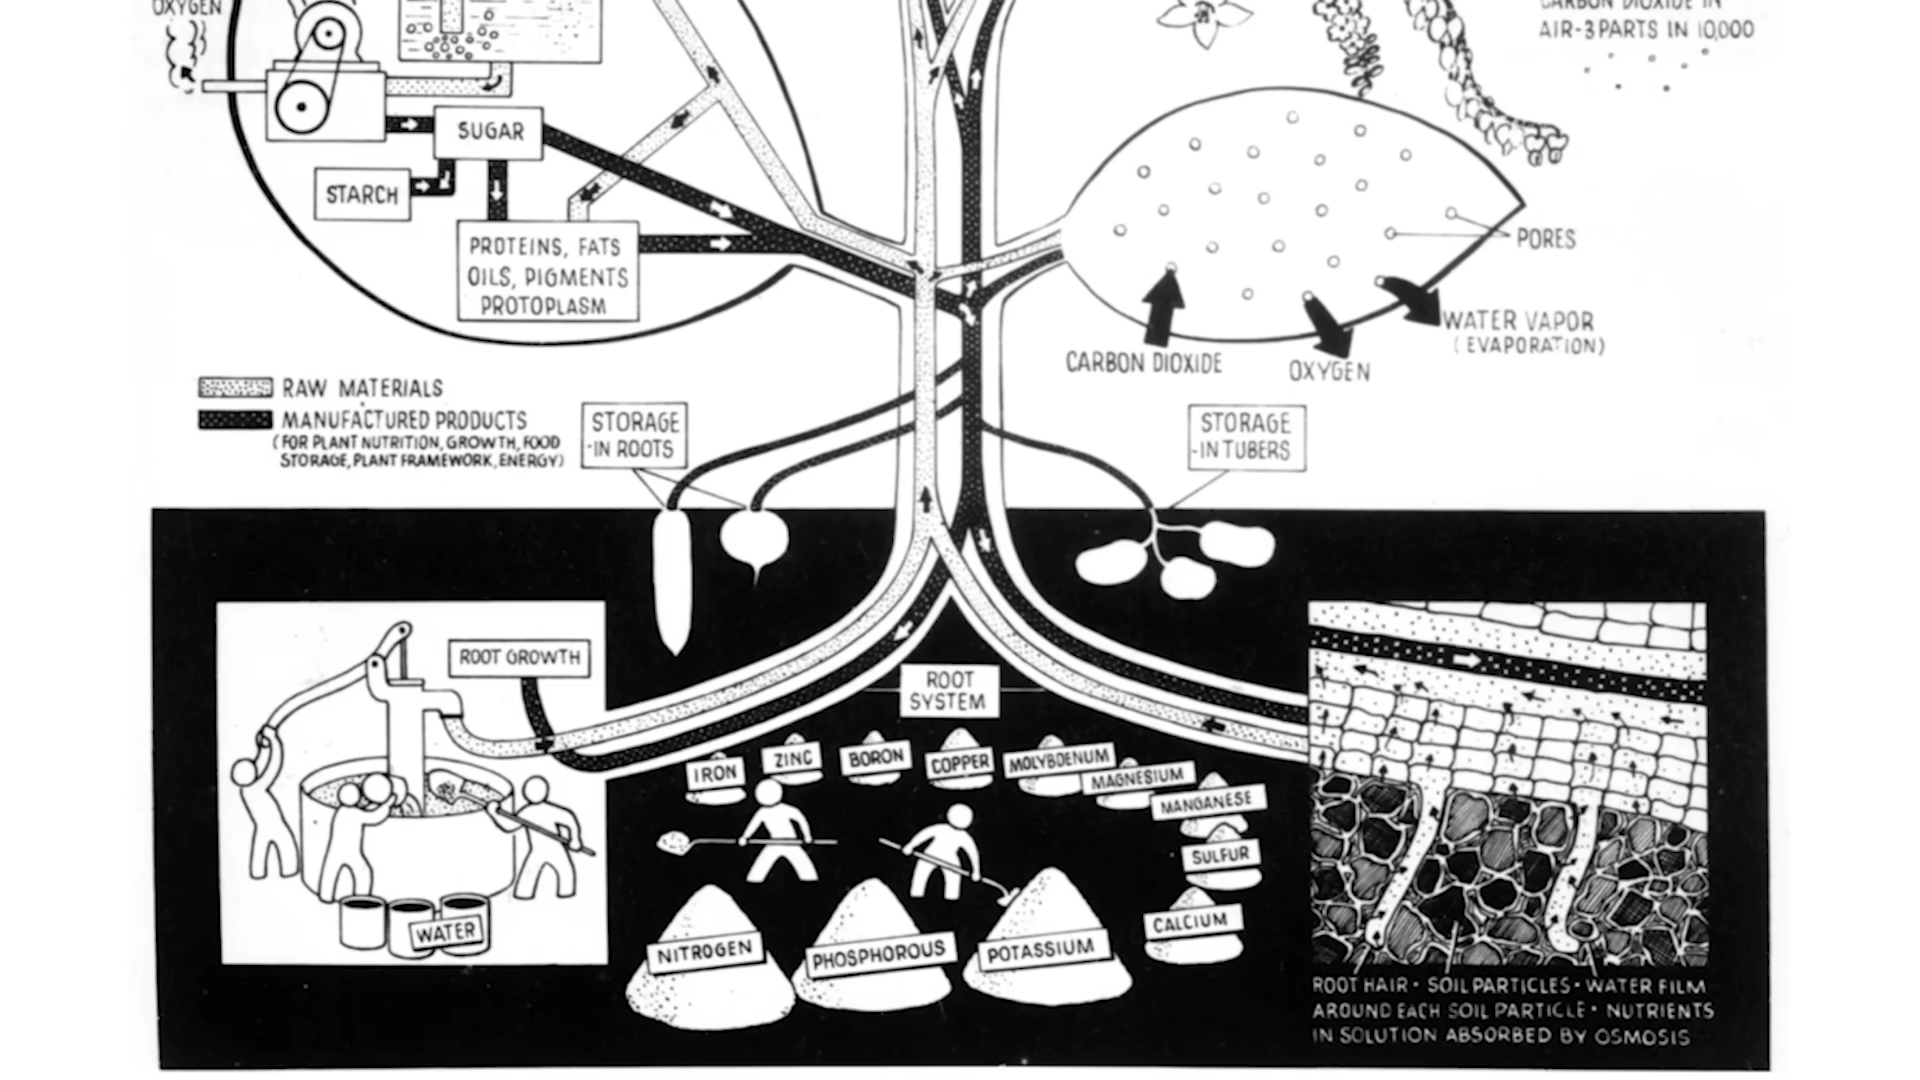 OXYGEN
CARBON DIOXIDE IN
AIR-3 PARTS IN 10,000
SUGAR
STARCH
PROTEINS, FATS
OILS, PIGMENTS
PROTOPLASM
PORES
WATER VAPOR
(EVAPORATION)
CARBON DIOXIDE
OXYGEN
RAW MATERIALS
MANUFACTURED PRODUCTS
(FOR PLANT NUTRITION, GROWTH, FOOD
STORAGE, PLANT FRAMEWORK, ENERGY)
STORAGE
-IN ROOTS
STORAGE
-IN TUBERS
ROOT GROWTH
ROOT
SYSTEM
IRON
ZINC
BORON
COPPER
MOLYBDENUM
MAGNESIUM
MANGANESE
SULFUR
CALCIUM
WATER
NITROGEN
PHOSPHOROUS
POTASSIUM
ROOT HAIR • SOIL PARTICLES • WATER FILM
AROUND EACH SOIL PARTICLE • NUTRIENTS
IN SOLUTION ABSORBED BY OSMOSIS